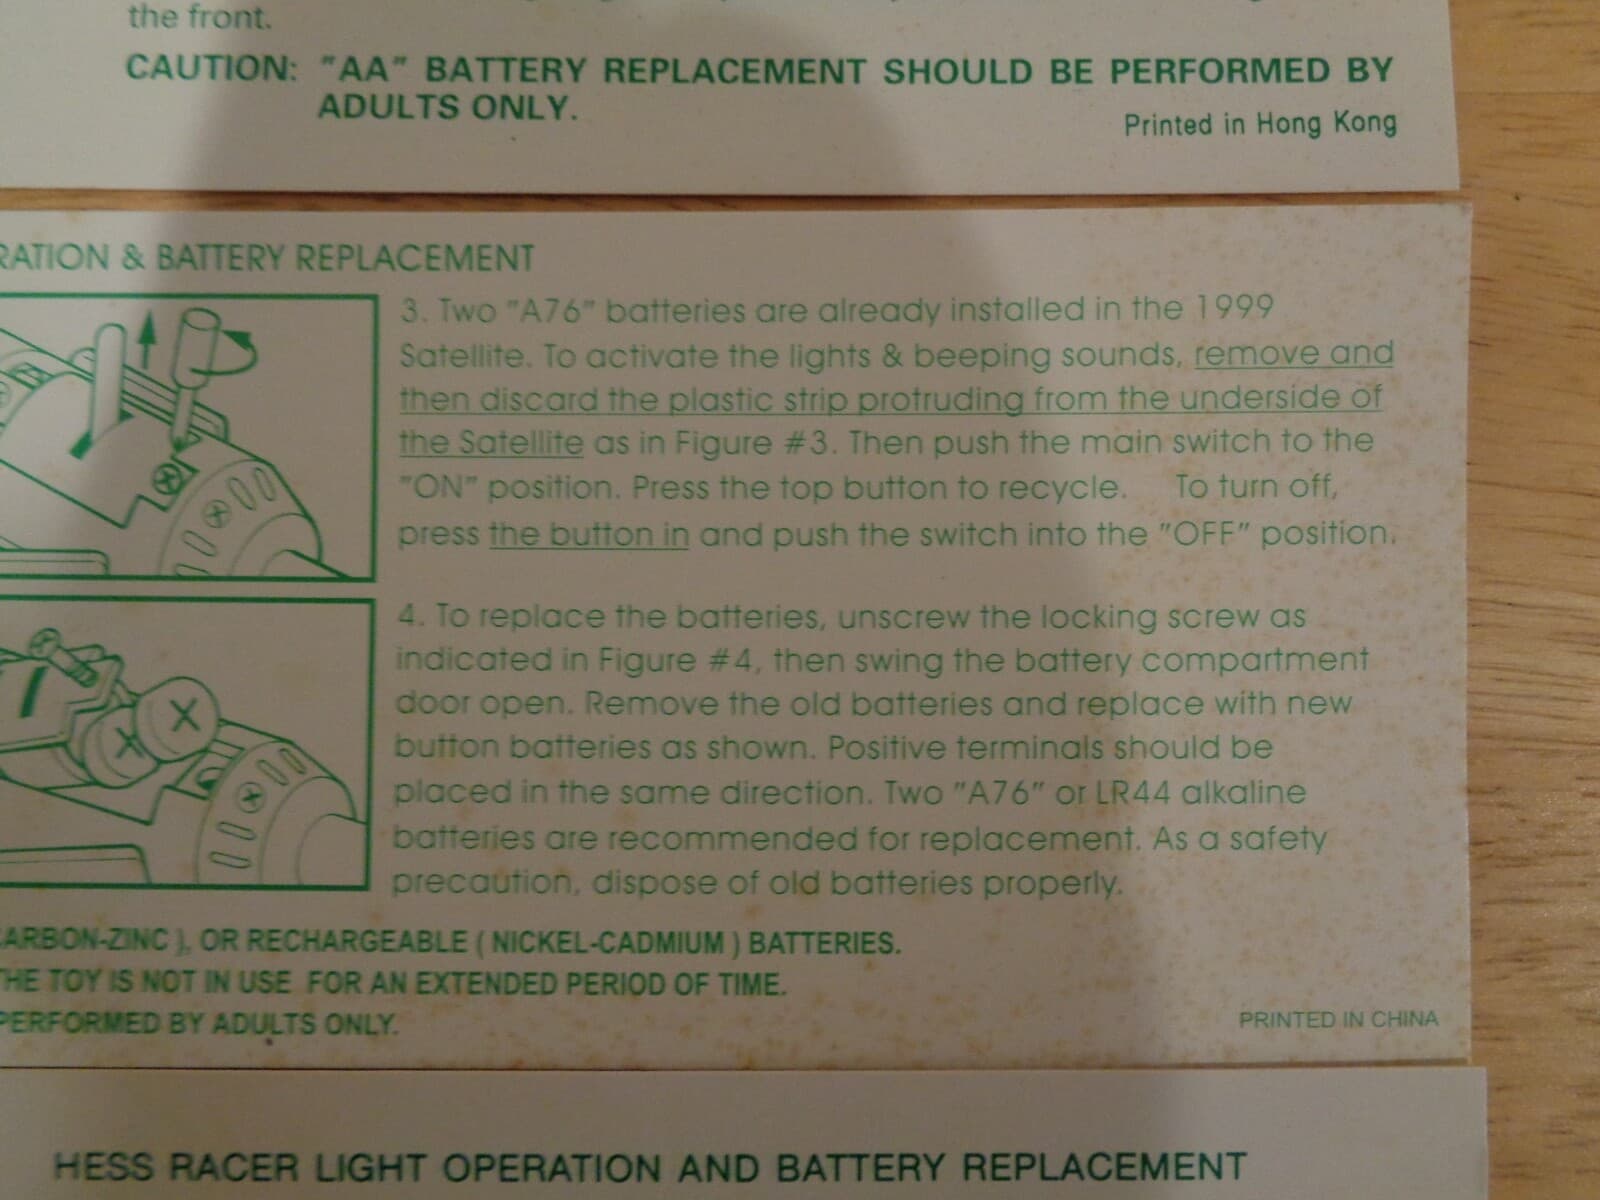 the front.
CAUTION: "AA" BATTERY REPLACEMENT SHOULD BE PERFORMED BY
ADULTS ONLY.
Printed in Hong Kong
RATION & BATTERY REPLACEMENT
3. Two "A76" batteries are already installed in the 1999
Satellite. To activate the lights & beeping sounds, remove and
then discard the plastic strip protruding from the underside of
the Satellite as in Figure #3. Then push the main switch to the
"ON" position. Press the top button to recycle. To turn off,
press the button in and push the switch into the "OFF" position.
4. To replace the batteries, unscrew the locking screw as
indicated in Figure #4, then swing the battery compartment
door open. Remove the old batteries and replace with new
button batteries as shown. Positive terminals should be
placed in the same direction. Two "A76" or LR44 alkaline
batteries are recommended for replacement. As a safety
precaution, dispose of old batteries properly.
ARBON-ZINC ), OR RECHARGEABLE ( NICKEL-CADMIUM ) BATTERIES.
HE TOY IS NOT IN USE FOR AN EXTENDED PERIOD OF TIME.
PERFORMED BY ADULTS ONLY.
PRINTED IN CHINA
HESS RACER LIGHT OPERATION AND BATTERY REPLACEMENT